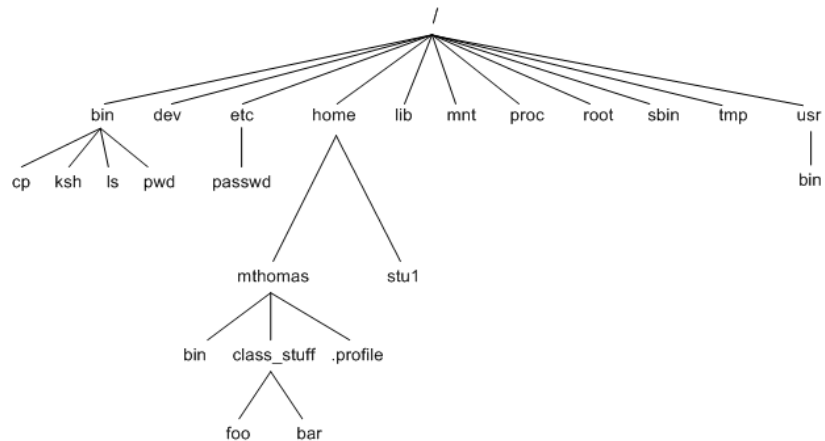 /
bin dev etc home lib mnt proc root sbin tmp usr
cp ksh ls pwd passwd bin
mthomas stu1
bin class_stuff .profile
foo bar